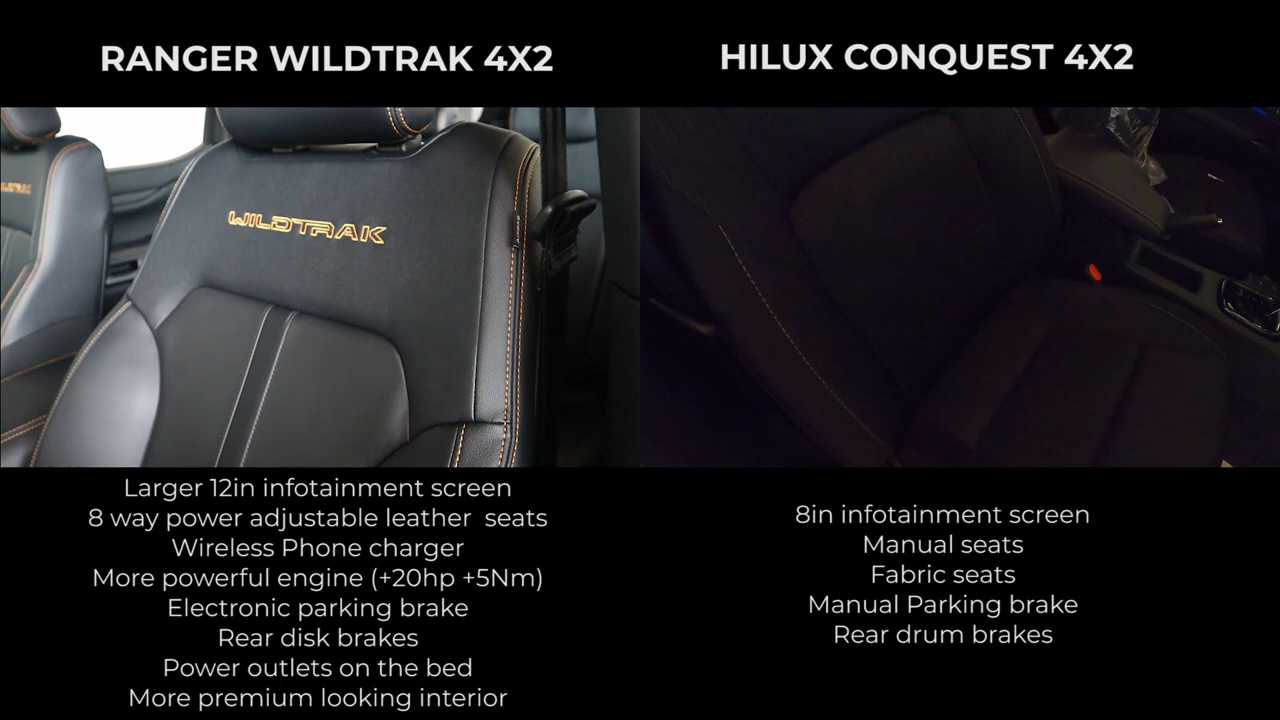 RANGER WILDTRAK 4X2
HILUX CONQUEST 4X2
WILDTRAK
Larger 12in infotainment screen
8 way power adjustable leather seats
Wireless Phone charger
More powerful engine (+20hp +5Nm)
Electronic parking brake
Rear disk brakes
Power outlets on the bed
More premium looking interior
8in infotainment screen
Manual seats
Fabric seats
Manual Parking brake
Rear drum brakes